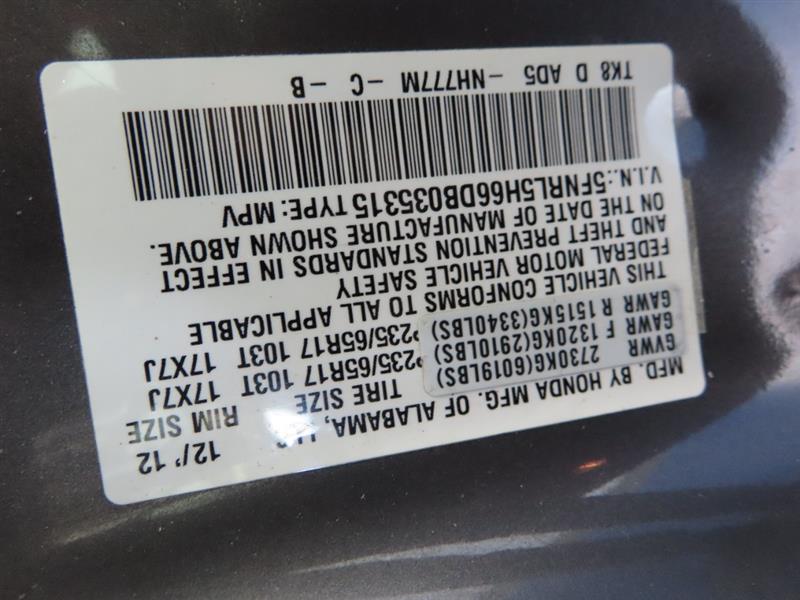 MFD. BY HONDA MFG. OF ALABAMA, 12/'12
GVWR 2730KG(6019LBS) TIRE SIZE RIM SIZE
GAWR F 1320KG(2910LBS) P235/65R17 103T 17X7J
GAWR R 1515KG(3340LBS) P235/65R17 103T 17X7J
THIS VEHICLE CONFORMS TO ALL APPLICABLE
FEDERAL MOTOR VEHICLE SAFETY
AND THEFT PREVENTION STANDARDS IN EFFECT
ON THE DATE OF MANUFACTURE SHOWN ABOVE.
V.I.N.:5FNRL5H66DB035315 TYPE: MPV
TK8 D AD5 -NH777M -C -B